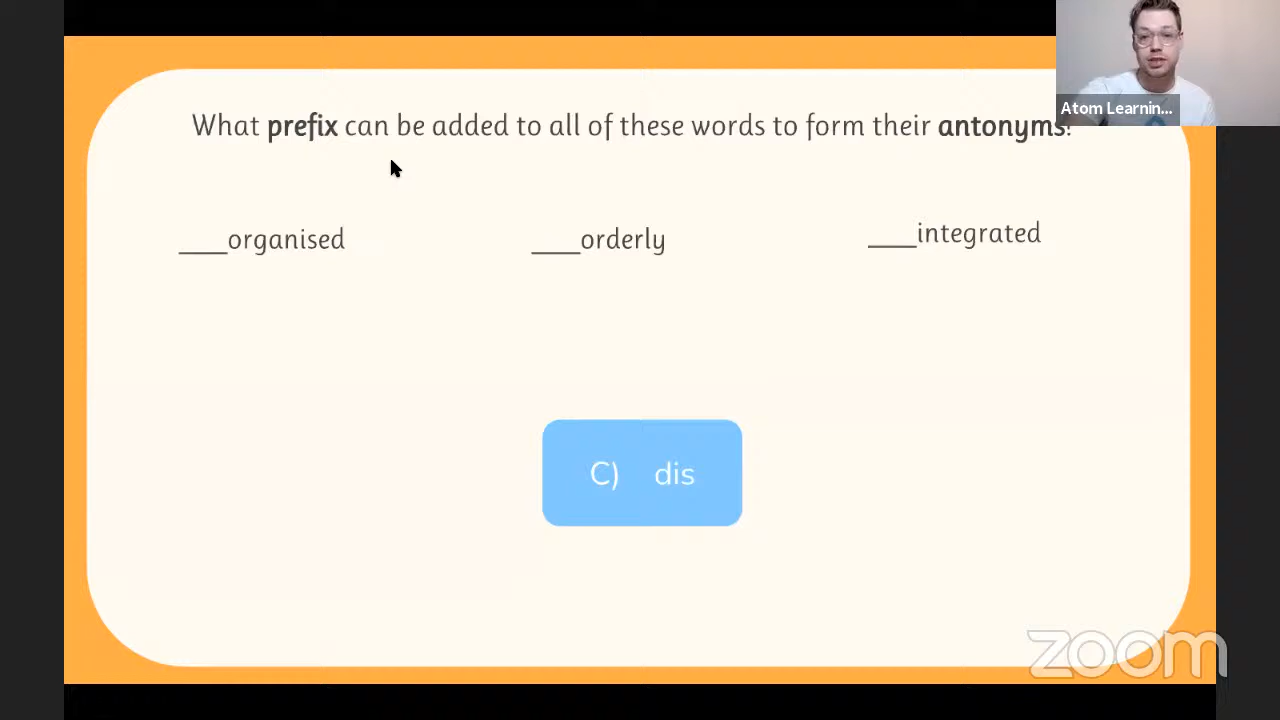 What prefix can be added to all of these words to form their antonyms?
Atom Learnin...
____organised ____orderly ____integrated
C) dis
zoom